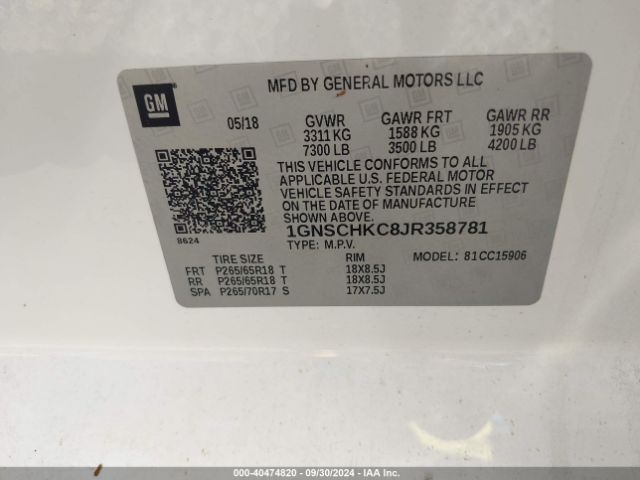 GM
MFD BY GENERAL MOTORS LLC
05/18 GVWR GAWR FRT GAWR RR
3311 KG 1588 KG 1905 KG
7300 LB 3500 LB 4200 LB
THIS VEHICLE CONFORMS TO ALL
APPLICABLE U.S. FEDERAL MOTOR
VEHICLE SAFETY STANDARDS IN EFFECT
ON THE DATE OF MANUFACTURE
SHOWN ABOVE.
8624
1GNSCHKC8JR358781
TYPE: M.P.V. MODEL: 81CC15906
TIRE SIZE RIM
FRT P265/65R18 T 18X8.5J
RR P265/65R18 T 18X8.5J
SPA P265/70R17 S 17X7.5J
000-40474820 - 09/30/2024 - IAA Inc.